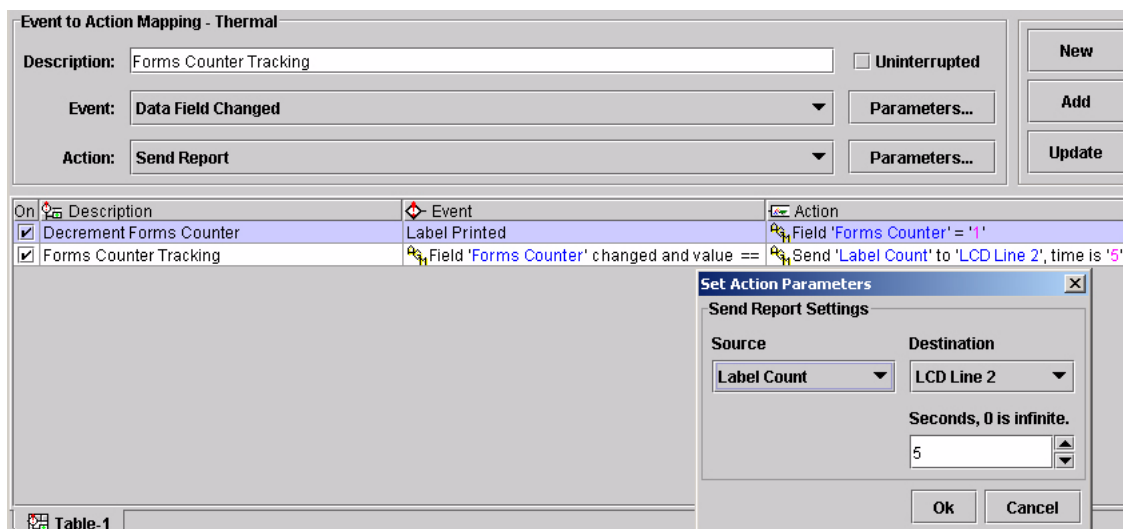 Event to Action Mapping - Thermal
Description: Forms Counter Tracking Uninterrupted
Event: Data Field Changed Parameters...
Action: Send Report Parameters...
New
Add
Update
On Description Event Action
Decrement Forms Counter Label Printed Field 'Forms Counter' = '1'
Forms Counter Tracking Field 'Forms Counter' changed and value == Send 'Label Count' to 'LCD Line 2', time is '5'
Set Action Parameters
Send Report Settings
Source Destination
Label Count LCD Line 2
Seconds, 0 is infinite.
5
Ok Cancel
Table-1